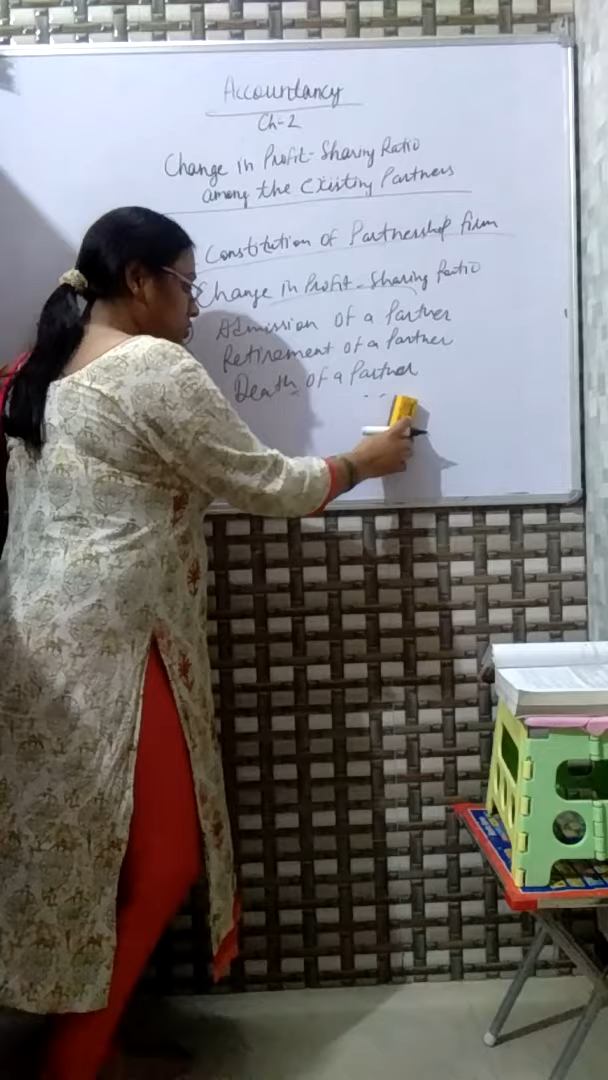 Accountancy
Ch-2
Change in Profit-Sharing Ratio
among the existing Partners
Constitution of Partnership firm
Change in Profit-Sharing Ratio
Admission of a Partner
Retirement of a Partner
Death of a Partner